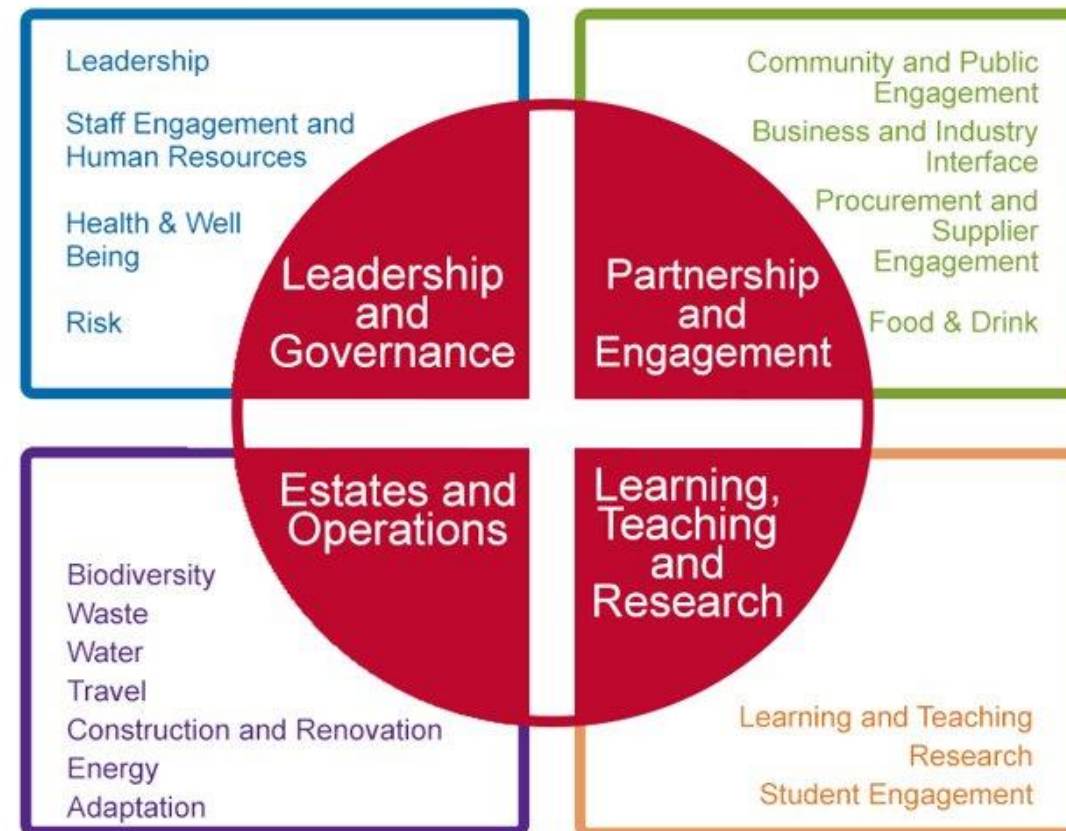 Leadership
Staff Engagement and
Human Resources
Health & Well
Being
Risk
Leadership
and
Governance
Community and Public
Engagement
Business and Industry
Interface
Procurement and
Supplier
Engagement
Food & Drink
Partnership
and
Engagement
Estates and
Operations
Biodiversity
Waste
Water
Travel
Construction and Renovation
Energy
Adaptation
Learning,
Teaching
and
Research
Learning and Teaching
Research
Student Engagement